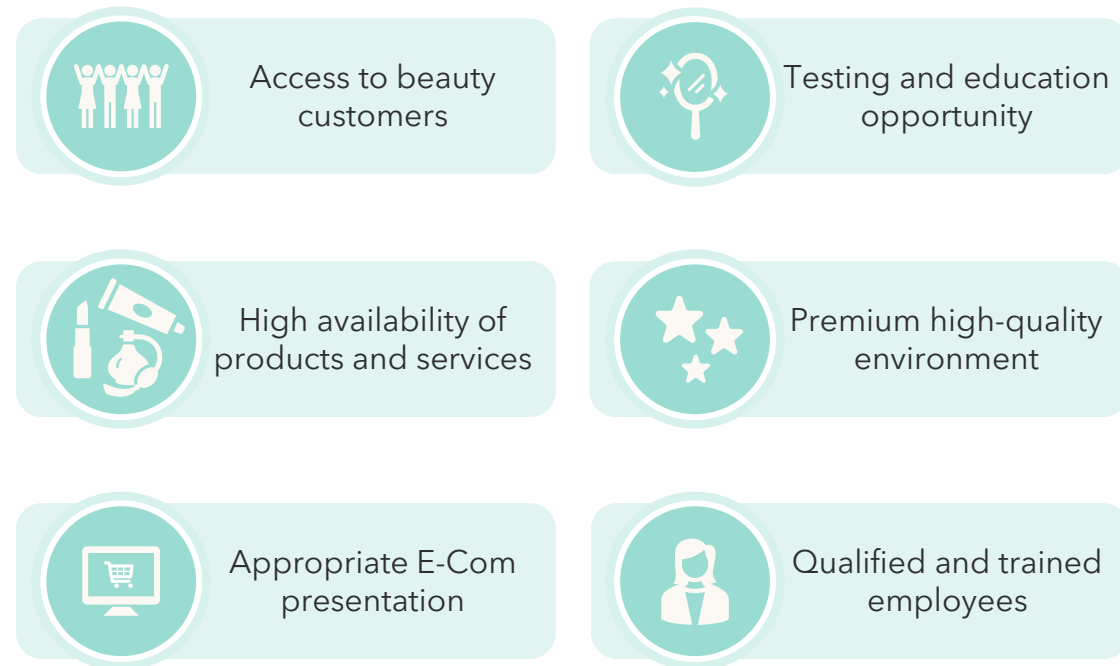 Access to beauty
customers
Testing and education
opportunity
High availability of
products and services
Premium high-quality
environment
Appropriate E-Com
presentation
Qualified and trained
employees